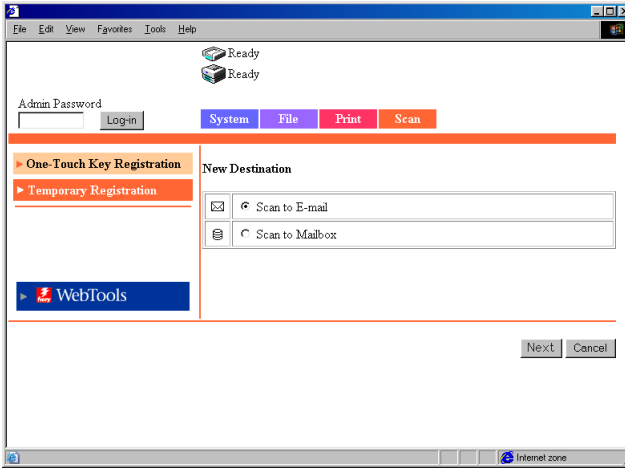 File Edit View Favorites Tools Help
Ready
Ready
Admin Password
Log-in
System File Print Scan
One-Touch Key Registration
Temporary Registration
New Destination
Scan to E-mail
Scan to Mailbox
fiery WebTools
Next Cancel
Internet zone